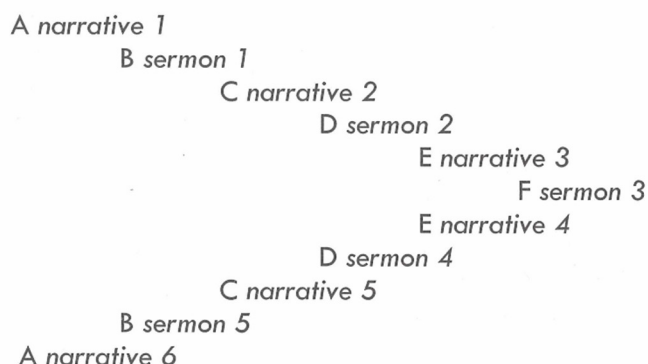 A narrative 1
B sermon 1
C narrative 2
D sermon 2
E narrative 3
F sermon 3
E narrative 4
D sermon 4
C narrative 5
B sermon 5
A narrative 6